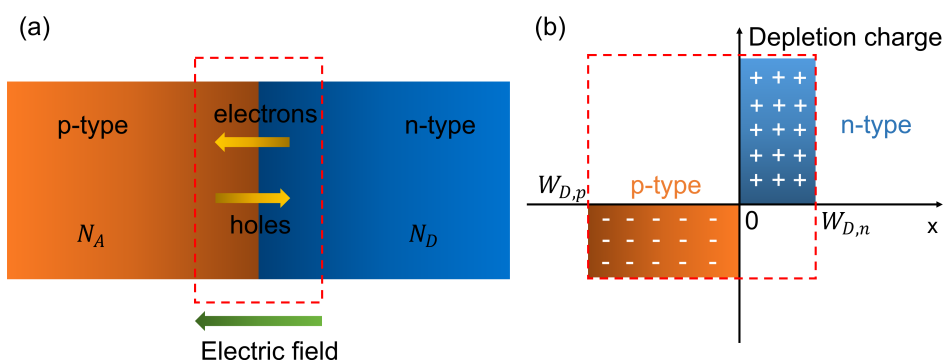 (a)
p-type
electrons
n-type
N_A
holes
N_D
Electric field
(b)
Depletion charge
+ + +
+ + +
+ + +
+ + +
+ + +
n-type
W_{D,p}
p-type
- - - - -
- - - - -
- - - - -
0
W_{D,n}
x